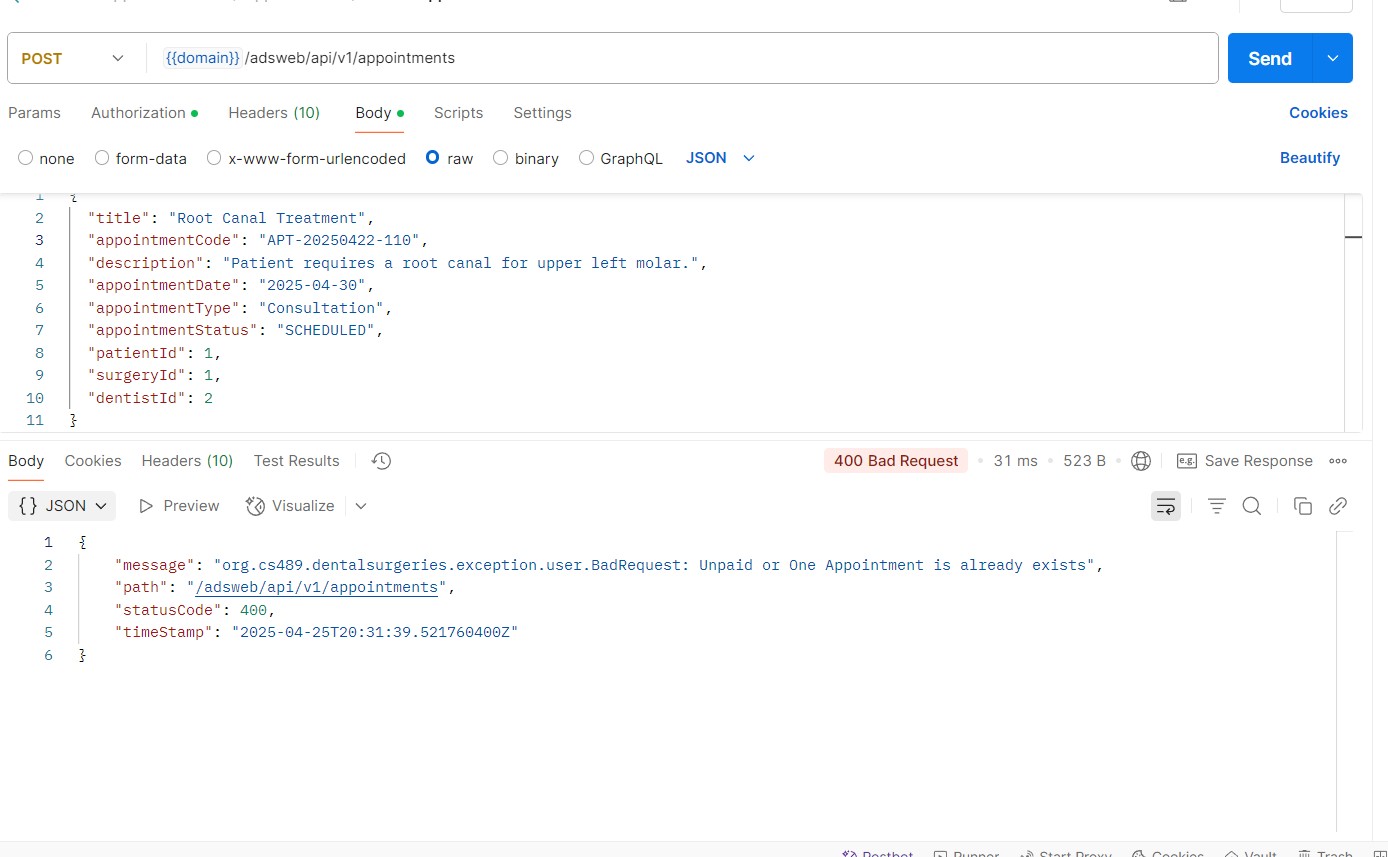 POST
{{domain}} /adsweb/api/v1/appointments
Send
Params Authorization Headers (10) Body Scripts Settings Cookies
none form-data x-www-form-urlencoded raw binary GraphQL JSON Beautify
1 {
2 "title": "Root Canal Treatment",
3 "appointmentCode": "APT-20250422-110",
4 "description": "Patient requires a root canal for upper left molar.",
5 "appointmentDate": "2025-04-30",
6 "appointmentType": "Consultation",
7 "appointmentStatus": "SCHEDULED",
8 "patientId": 1,
9 "surgeryId": 1,
10 "dentistId": 2
11 }
Body Cookies Headers (10) Test Results 400 Bad Request 31 ms 523 B e.g. Save Response
{} JSON Preview Visualize
1 {
2 "message": "org.cs489.dentalsurgeries.exception.user.BadRequest: Unpaid or One Appointment is already exists",
3 "path": "/adsweb/api/v1/appointments",
4 "statusCode": 400,
5 "timeStamp": "2025-04-25T20:31:39.521760400Z"
6 }
Postbot Runner Start Proxy Cookies Vault Trash